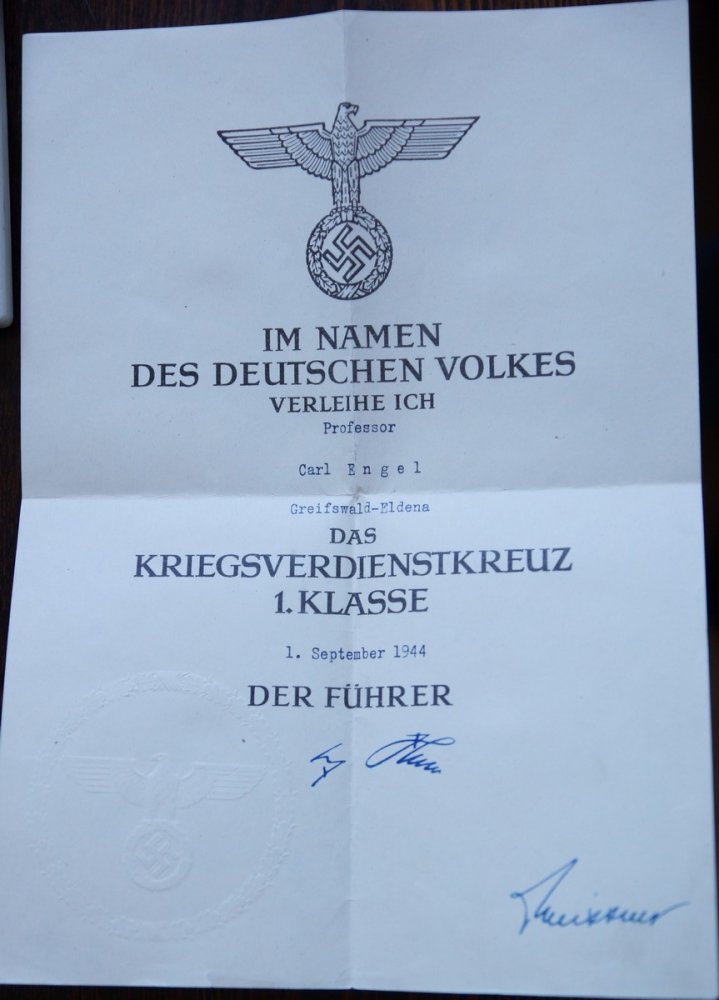 IM NAMEN
DES DEUTSCHEN VOLKES
VERLEIHE ICH
Professor
Carl Engel
Greifswald-Eldena
DAS
KRIEGSVERDIENSTKREUZ
1. KLASSE
1. September 1944
DER FÜHRER